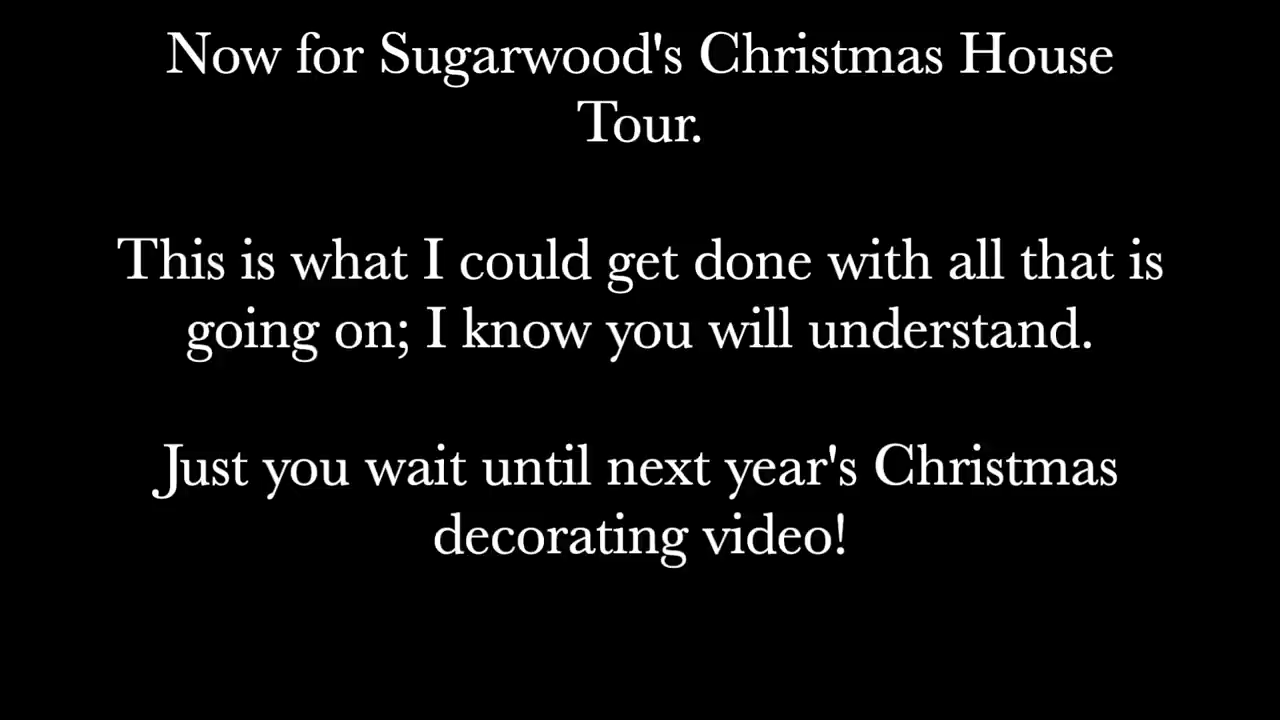 Now for Sugarwood's Christmas House
Tour.
This is what I could get done with all that is
going on; I know you will understand.
Just you wait until next year's Christmas
decorating video!